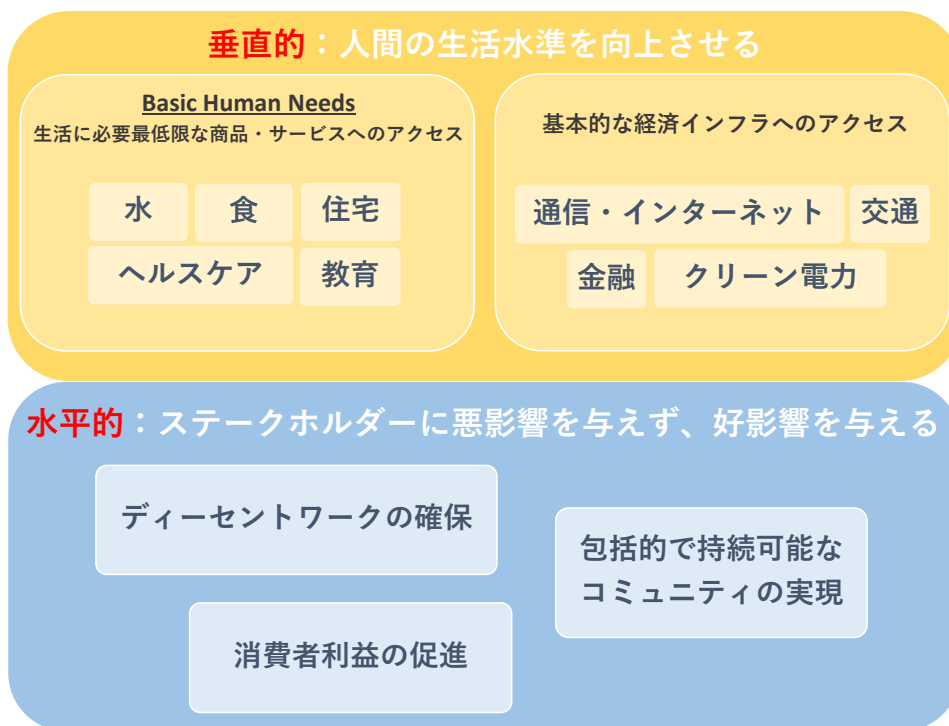 垂直的：人間の生活水準を向上させる
Basic Human Needs
生活に必要最低限な商品・サービスへのアクセス
水
食
住宅
ヘルスケア
教育
基本的な経済インフラへのアクセス
通信・インターネット
交通
金融
クリーン電力
水平的：ステークホルダーに悪影響を与えず、好影響を与える
ディーセントワークの確保
包括的で持続可能な
コミュニティの実現
消費者利益の促進